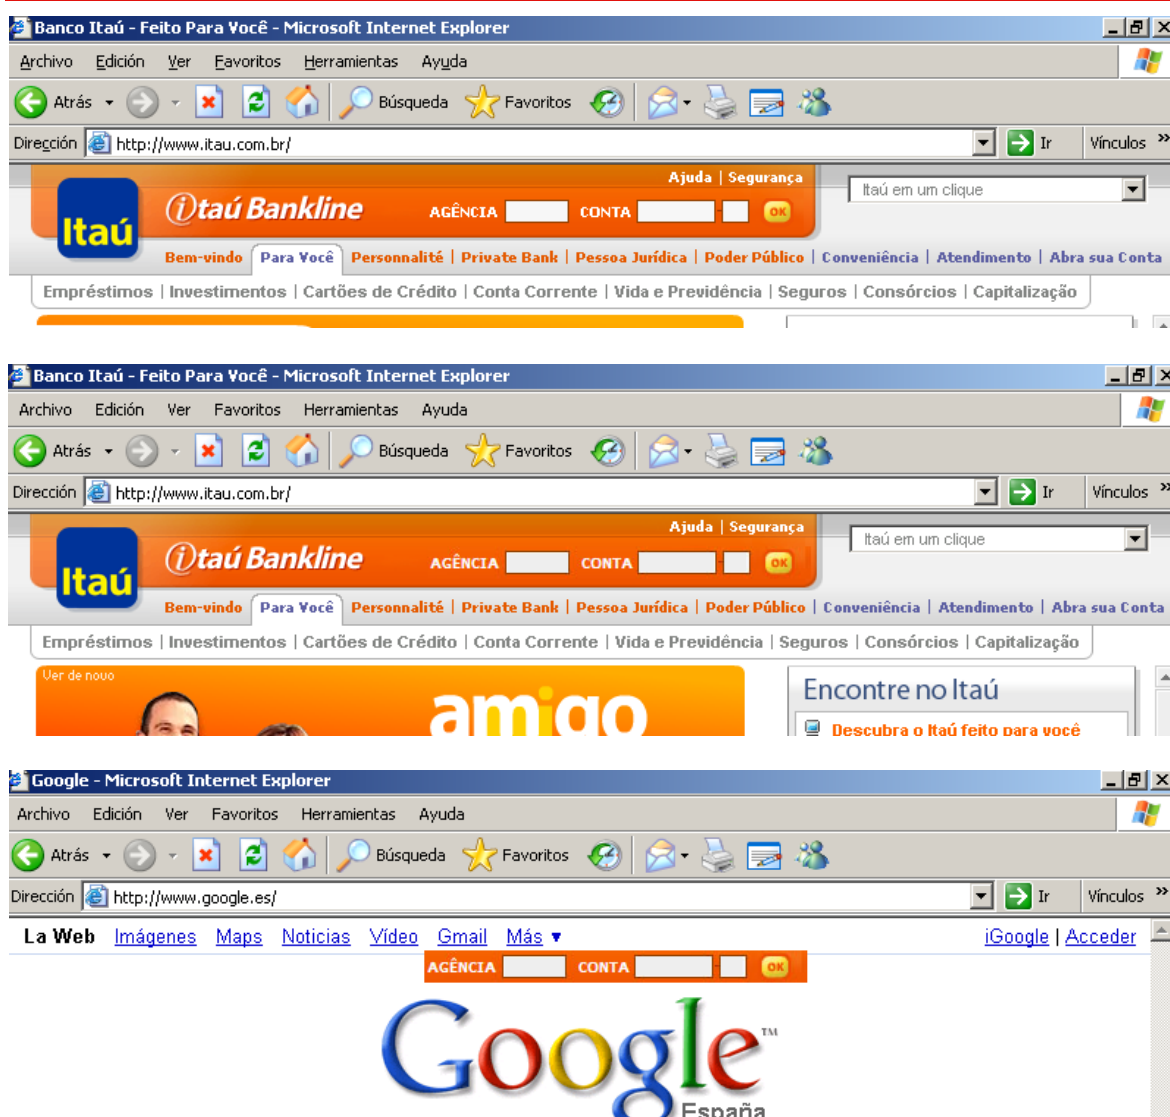 Banco Itaú - Feito Para Você - Microsoft Internet Explorer
Archivo Edición Ver Favoritos Herramientas Ayuda
Atrás Búsqueda Favoritos
Dirección http://www.itau.com.br/ Ir Vínculos »
Ajuda | Segurança
Itaú em um clique
Itaú Itaú Bankline AGÊNCIA CONTA - OK
Bem-vindo Para Você Personnalité | Private Bank | Pessoa Jurídica | Poder Público | Conveniência | Atendimento | Abra sua Conta
Empréstimos | Investimentos | Cartões de Crédito | Conta Corrente | Vida e Previdência | Seguros | Consórcios | Capitalização
Banco Itaú - Feito Para Você - Microsoft Internet Explorer
Archivo Edición Ver Favoritos Herramientas Ayuda
Atrás Búsqueda Favoritos
Dirección http://www.itau.com.br/ Ir Vínculos »
Ajuda | Segurança
Itaú em um clique
Itaú Itaú Bankline AGÊNCIA CONTA - OK
Bem-vindo Para Você Personnalité | Private Bank | Pessoa Jurídica | Poder Público | Conveniência | Atendimento | Abra sua Conta
Empréstimos | Investimentos | Cartões de Crédito | Conta Corrente | Vida e Previdência | Seguros | Consórcios | Capitalização
Ver de novo
amigo
Encontre no Itaú
Descubra o Itaú feito para você
Google - Microsoft Internet Explorer
Archivo Edición Ver Favoritos Herramientas Ayuda
Atrás Búsqueda Favoritos
Dirección http://www.google.es/ Ir Vínculos »
La Web Imágenes Maps Noticias Vídeo Gmail Más ▼ iGoogle | Acceder
AGÊNCIA CONTA - OK
Google™
España